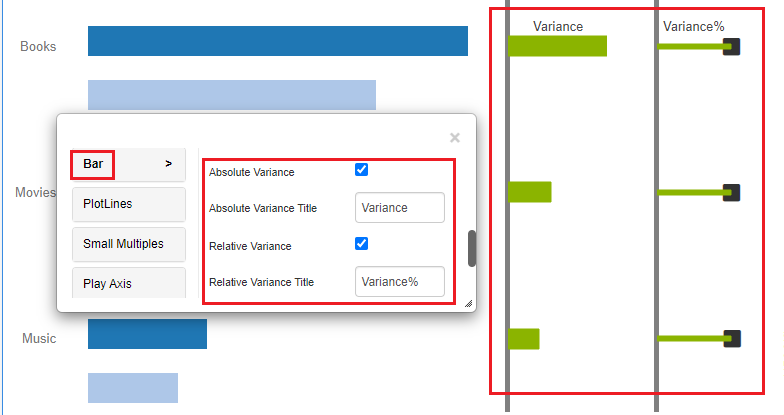 Variance Variance%
Books
×
Bar >
Absolute Variance
PlotLines
Absolute Variance Title Variance
Movies
Small Multiples
Relative Variance
Play Axis
Relative Variance Title Variance%
Music